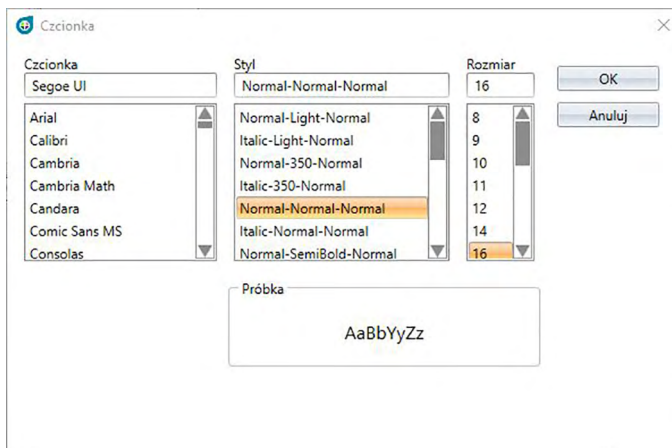 Czcionka
Czcionka
Segoe UI
Arial
Calibri
Cambria
Cambria Math
Candara
Comic Sans MS
Consolas
Styl
Normal-Normal-Normal
Normal-Light-Normal
Italic-Light-Normal
Normal-350-Normal
Italic-350-Normal
Normal-Normal-Normal
Italic-Normal-Normal
Normal-SemiBold-Normal
Rozmiar
16
8
9
10
11
12
14
16
OK
Anuluj
Próbka
AaBbYyZz